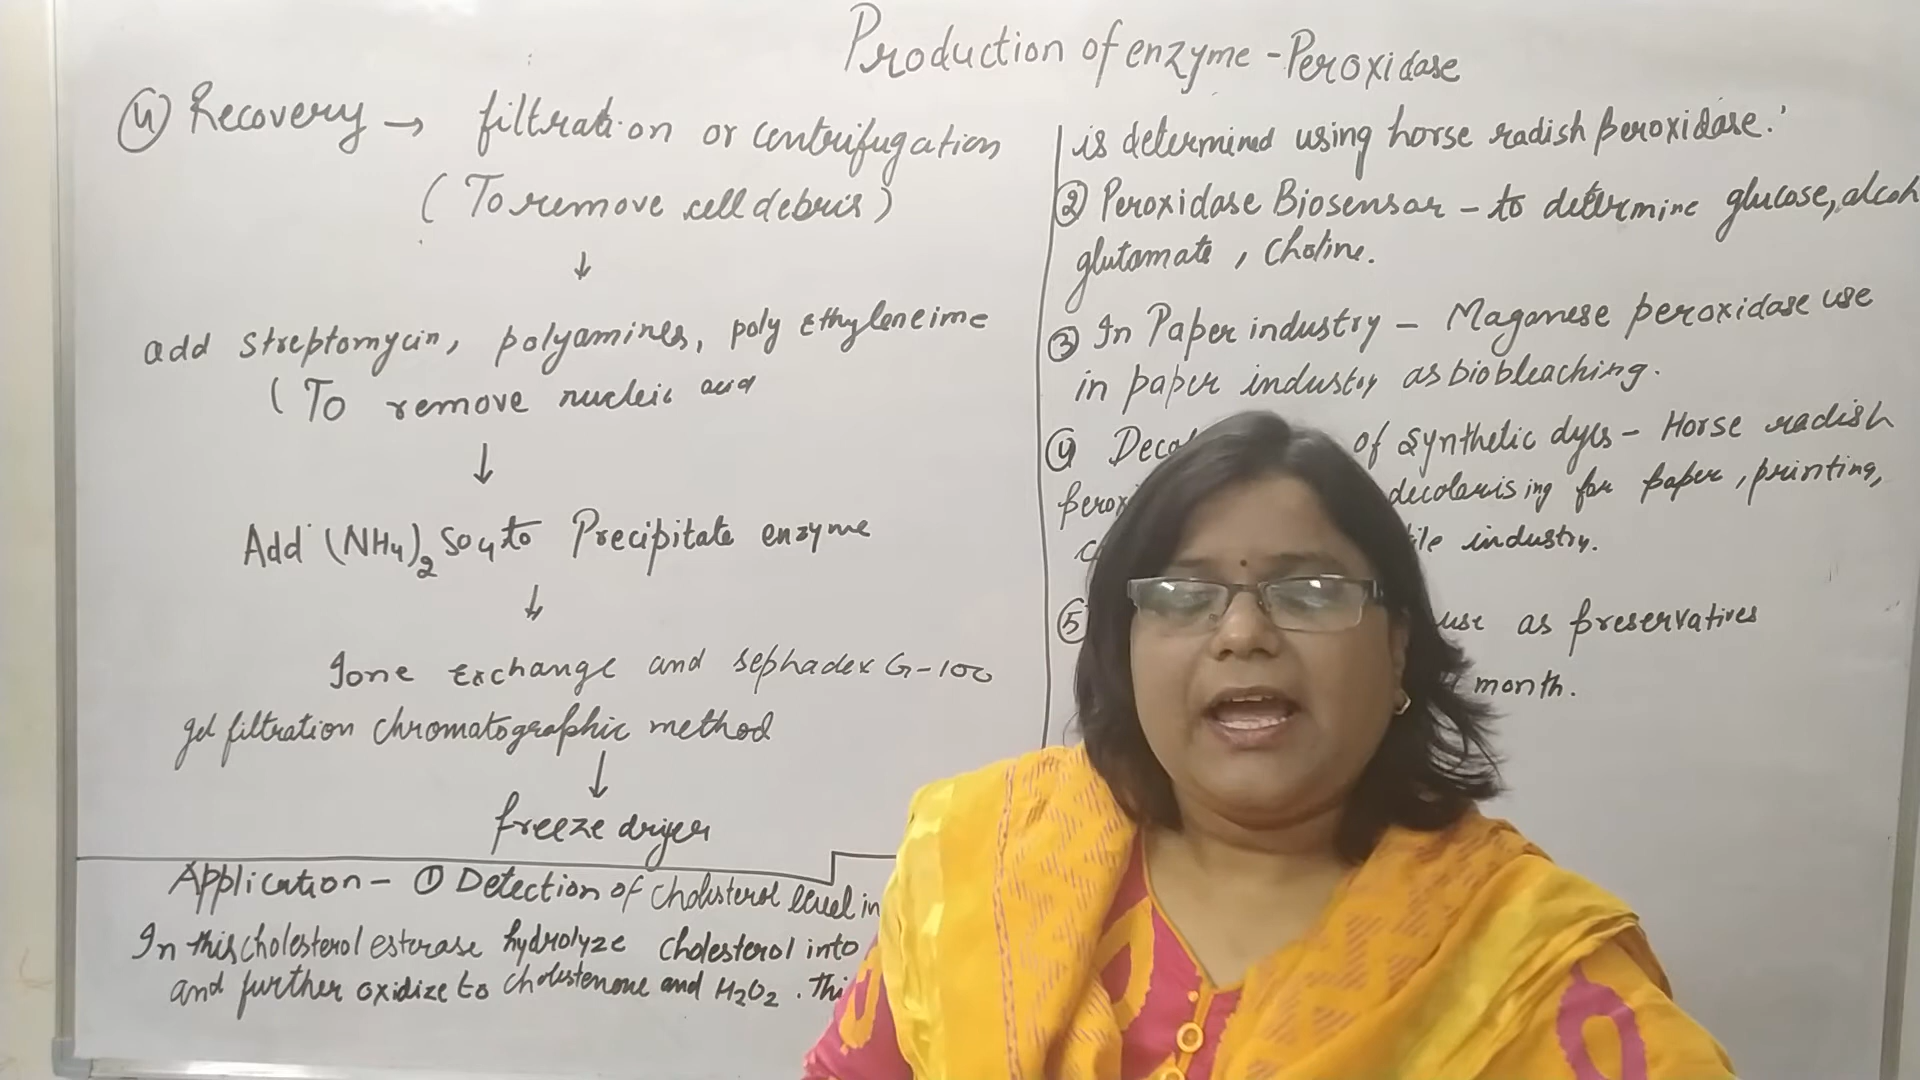 Production of enzyme - Peroxidase
④ Recovery → filtration or centrifugation
(To remove cell debris)
↓
add streptomycin, polyamines, poly Ethyleneime
(To remove nucleic acid
↓
Add (NH4)2 SO4 to Precipitate enzyme
↓
Ione exchange and sephadex G-100
gel filtration chromatographic method
↓
freeze dryer
Application - ① Detection of cholesterol level in
In this cholesterol esterase hydrolyze cholesterol into
and further oxidize to cholestenone and H2O2. Thi
is determined using horse radish peroxidase.
② Peroxidase Biosensor - to determine glucose, alcoh
glutamate, Choline.
③ In Paper industry - Maganese peroxidase use
in paper industry as biobleaching.
④ of synthetic dyes - Horse radish
decolorising for paper, printing,
industry.
⑤ use as preservatives
month.